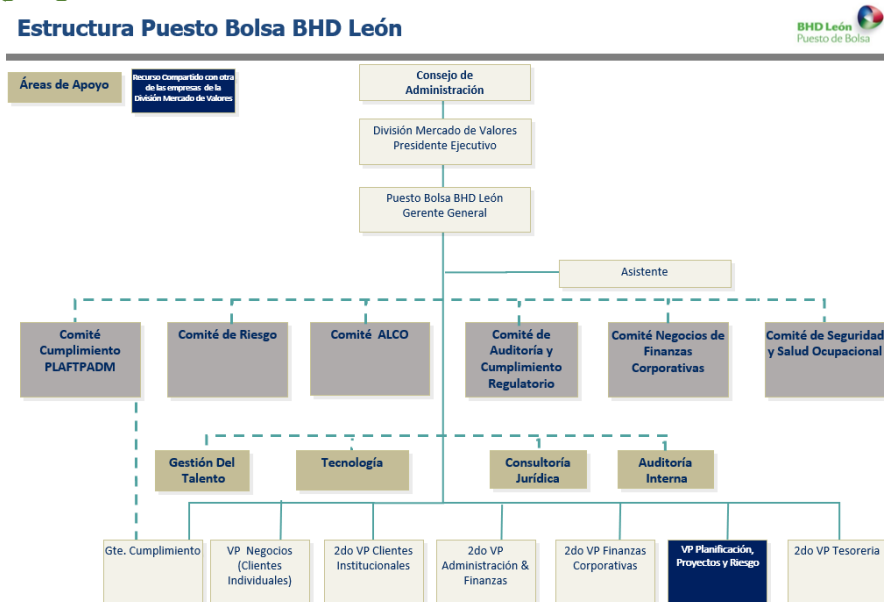 Estructura Puesto Bolsa BHD León
BHD León
Puesto de Bolsa
Áreas de Apoyo
Recurso Compartido con otra
de las empresas de la
División Mercado de Valores
Consejo de
Administración
División Mercado de Valores
Presidente Ejecutivo
Puesto Bolsa BHD León
Gerente General
Asistente
Comité
Cumplimiento
PLAFTPADM
Comité de Riesgo
Comité ALCO
Comité de
Auditoría y
Cumplimiento
Regulatorio
Comité Negocios de
Finanzas
Corporativas
Comité de Seguridad
y Salud Ocupacional
Gestión Del
Talento
Tecnología
Consultoría
Jurídica
Auditoría
Interna
Gte. Cumplimiento
VP Negocios
(Clientes
Individuales)
2do VP Clientes
Institucionales
2do VP
Administración &
Finanzas
2do VP Finanzas
Corporativas
VP Planificación,
Proyectos y Riesgo
2do VP Tesoreria